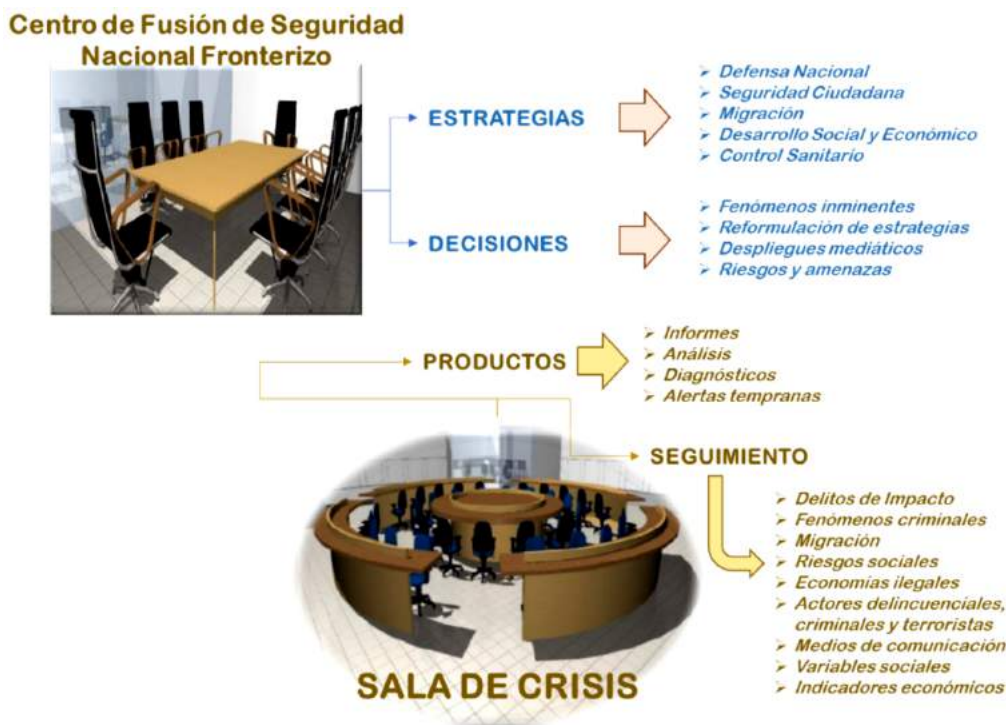 Centro de Fusión de Seguridad
Nacional Fronterizo
ESTRATEGIAS
➢ Defensa Nacional
➢ Seguridad Ciudadana
➢ Migración
➢ Desarrollo Social y Económico
➢ Control Sanitario
DECISIONES
➢ Fenómenos inminentes
➢ Reformulación de estrategias
➢ Despliegues mediáticos
➢ Riesgos y amenazas
PRODUCTOS
➢ Informes
➢ Análisis
➢ Diagnósticos
➢ Alertas tempranas
SEGUIMIENTO
➢ Delitos de Impacto
➢ Fenómenos criminales
➢ Migración
➢ Riesgos sociales
➢ Economías ilegales
➢ Actores delincuenciales,
criminales y terroristas
➢ Medios de comunicación
➢ Variables sociales
➢ Indicadores económicos
SALA DE CRISIS